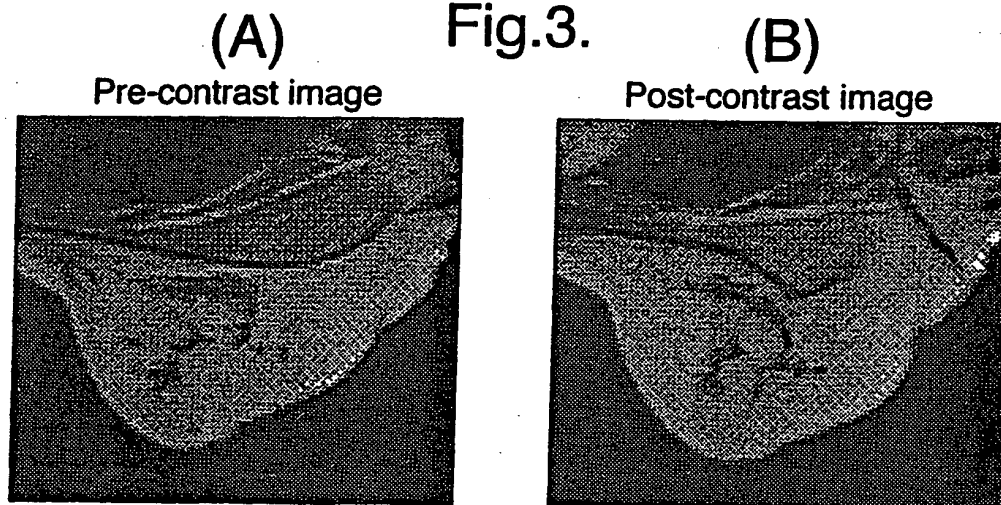 Fig.3.
(A)
(B)
Pre-contrast image
Post-contrast image